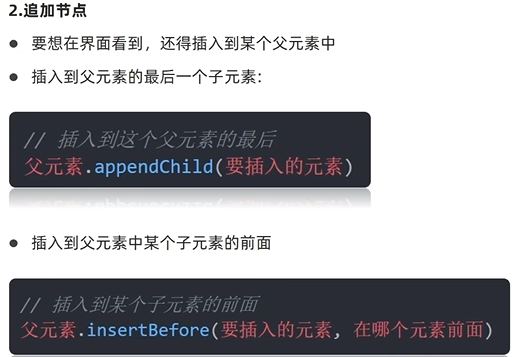 2.追加节点
● 要想在界面看到，还得插入到某个父元素中
● 插入到父元素的最后一个子元素：
// 插入到这个父元素的最后
父元素.appendChild(要插入的元素)
● 插入到父元素中某个子元素的前面
// 插入到某个子元素的前面
父元素.insertBefore(要插入的元素, 在哪个元素前面)